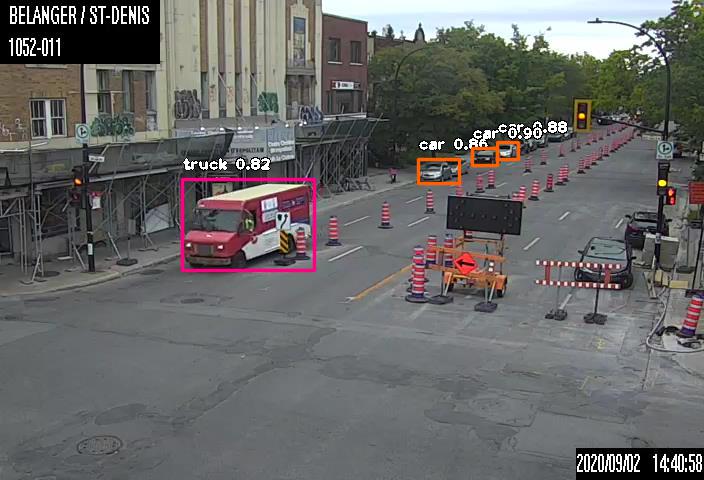 BELANGER / ST-DENIS
1052-011
truck 0.82
car 0.86
car 0.90
car 0.88
2020/09/02 14:40:58